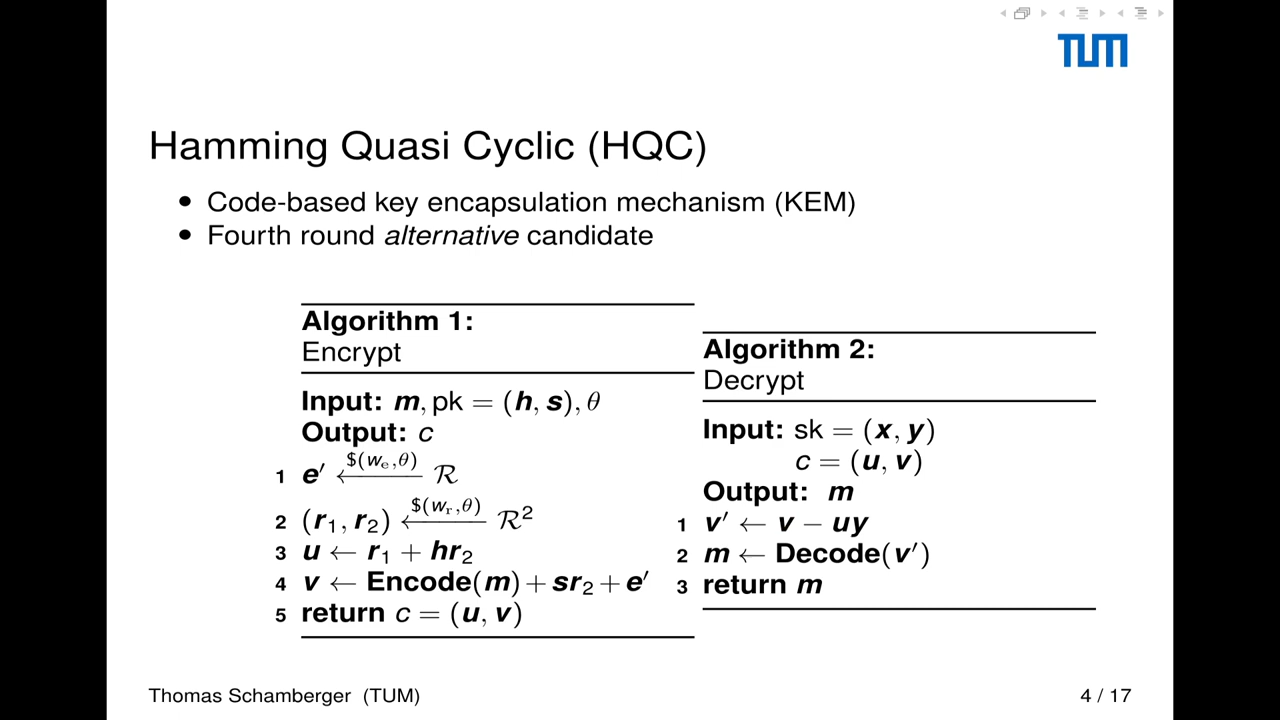 TUM
Hamming Quasi Cyclic (HQC)
• Code-based key encapsulation mechanism (KEM)
• Fourth round alternative candidate
Algorithm 1:
Encrypt
Input: m, pk = (h, s), θ
Output: c
1 e′ ←$(wₑ,θ) R
2 (r₁, r₂) ←$(wᵣ,θ) R²
3 u ← r₁ + hr₂
4 v ← Encode(m) + sr₂ + e′
5 return c = (u, v)
Algorithm 2:
Decrypt
Input: sk = (x, y)
c = (u, v)
Output: m
1 v′ ← v − uy
2 m ← Decode(v′)
3 return m
Thomas Schamberger (TUM)
4 / 17